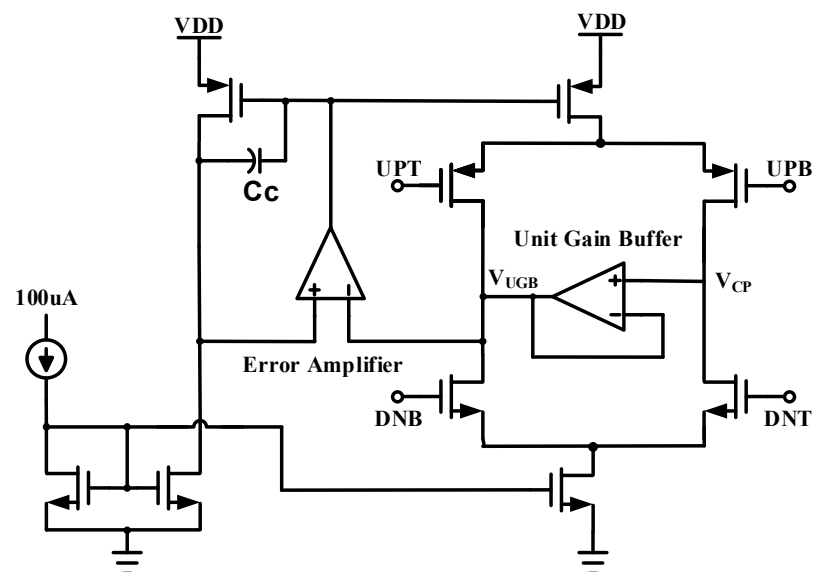 VDD
VDD
Cc
UPT
UPB
Unit Gain Buffer
+
-
VUGB
VCP
100uA
+
-
Error Amplifier
DNB
DNT